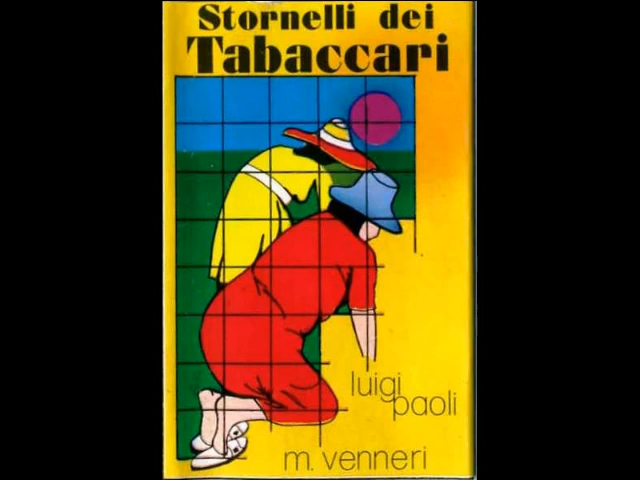 Stornelli dei
Tabaccari
luigi
paoli
m. venneri